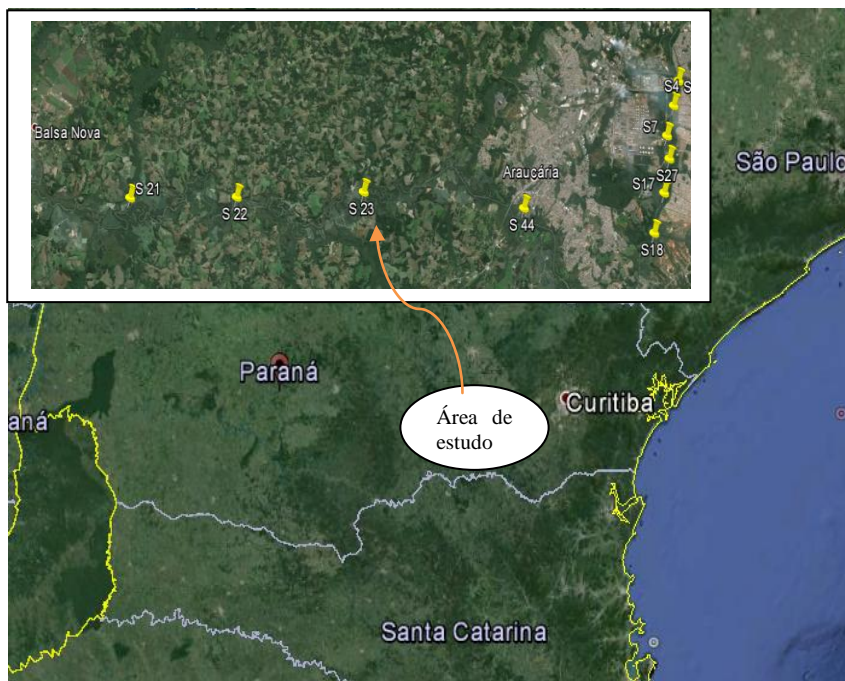 S4 S
S7
Balsa Nova
São Paulo
Araucária
S27
S17
S 21
S 22
S 23
S 44
S18
Paraná
Curitiba
Área de
estudo
aná
Santa Catarina